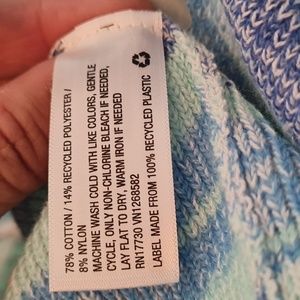 78% COTTON / 14% RECYCLED POLYESTER /
8% NYLON
MACHINE WASH COLD WITH LIKE COLORS, GENTLE
CYCLE, ONLY NON-CHLORINE BLEACH IF NEEDED
LAY FLAT TO DRY, WARM IRON IF NEEDED
RN17730 VN1268582
LABEL MADE FROM 100% RECYCLED PLASTIC